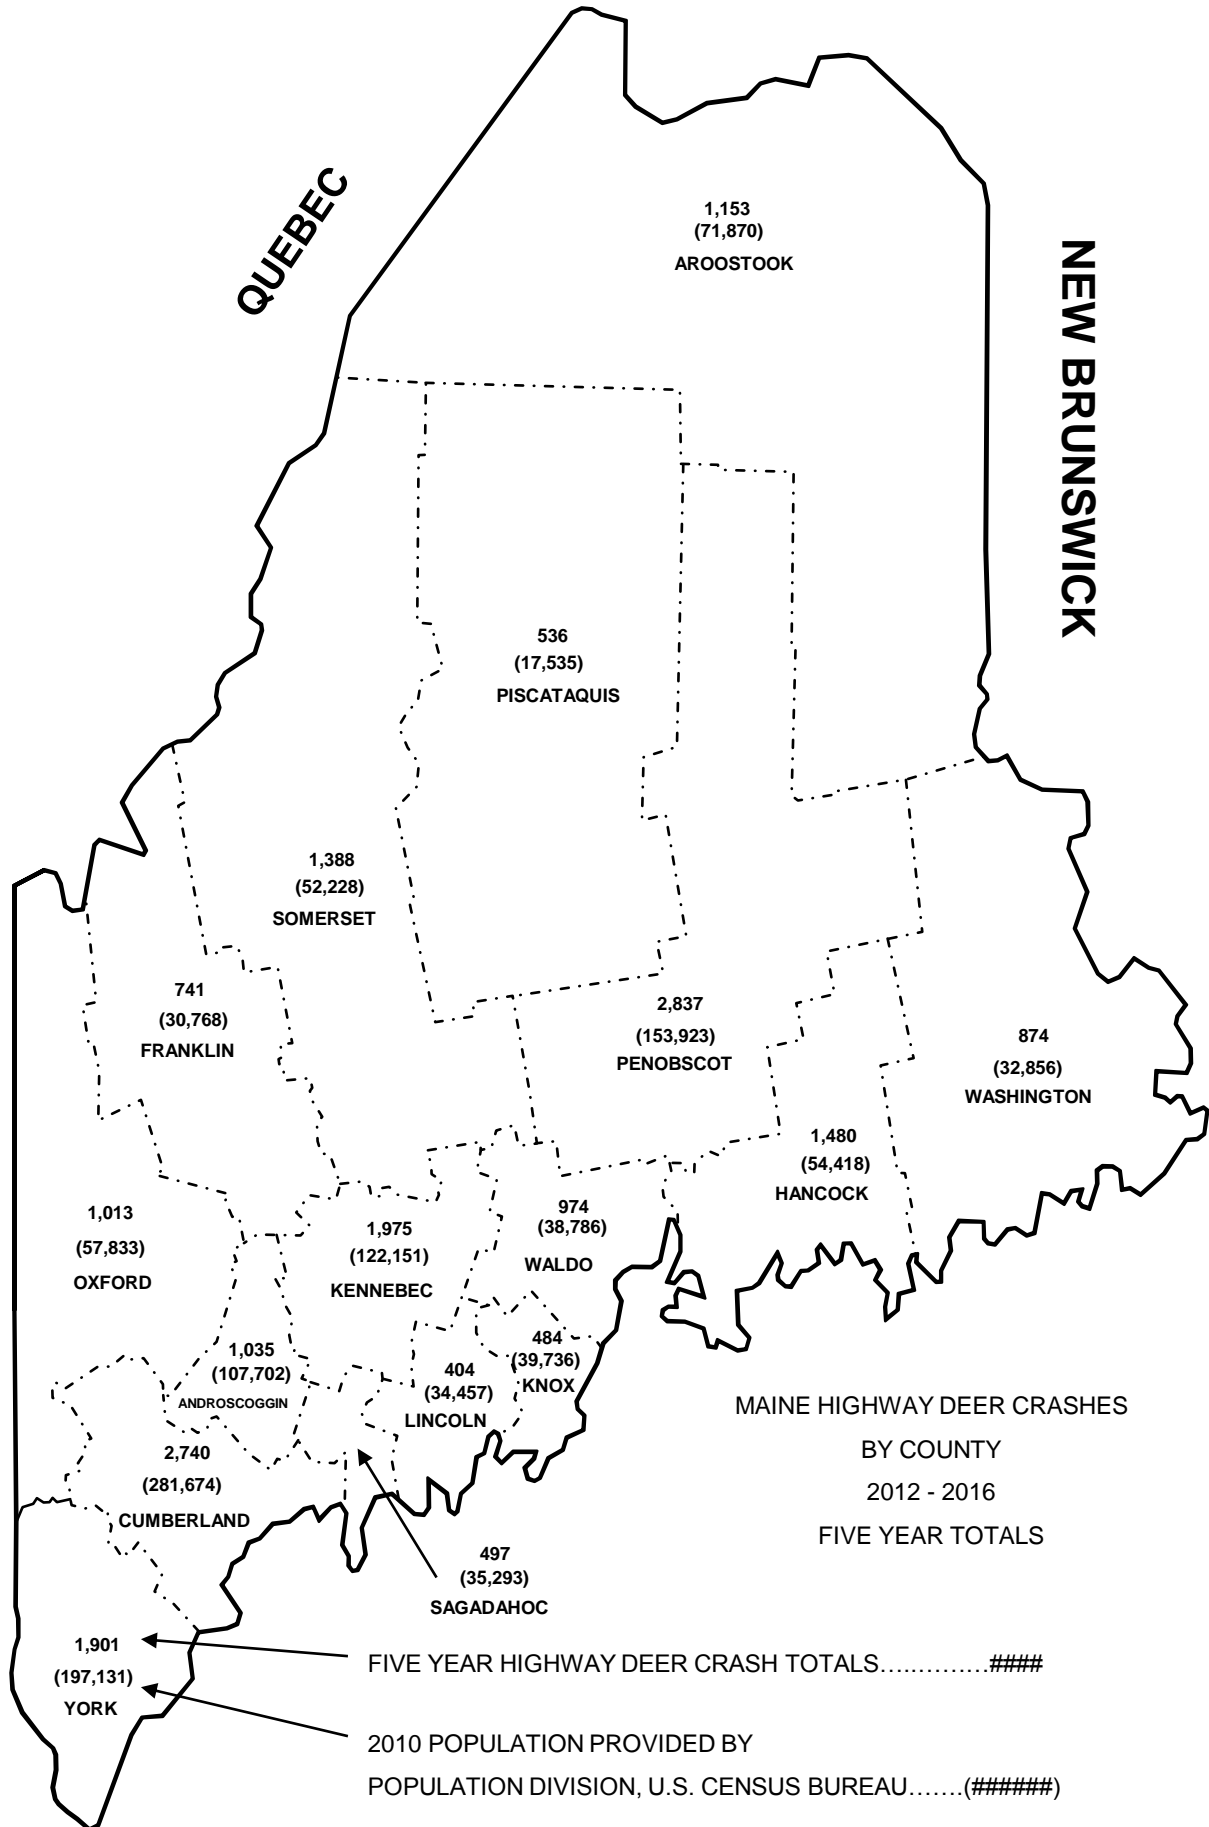 QUEBEC
NEW BRUNSWICK
1,153
(71,870)
AROOSTOOK
536
(17,535)
PISCATAQUIS
1,388
(52,228)
SOMERSET
741
(30,768)
FRANKLIN
2,837
(153,923)
PENOBSCOT
874
(32,856)
WASHINGTON
1,480
(54,418)
HANCOCK
1,013
(57,833)
OXFORD
1,975
(122,151)
KENNEBEC
974
(38,786)
WALDO
1,035
(107,702)
ANDROSCOGGIN
404
(34,457)
LINCOLN
484
(39,736)
KNOX
2,740
(281,674)
CUMBERLAND
497
(35,293)
SAGADAHOC
1,901
(197,131)
YORK
MAINE HIGHWAY DEER CRASHES
BY COUNTY
2012 - 2016
FIVE YEAR TOTALS
FIVE YEAR HIGHWAY DEER CRASH TOTALS…..………####
2010 POPULATION PROVIDED BY
POPULATION DIVISION, U.S. CENSUS BUREAU…….(######)